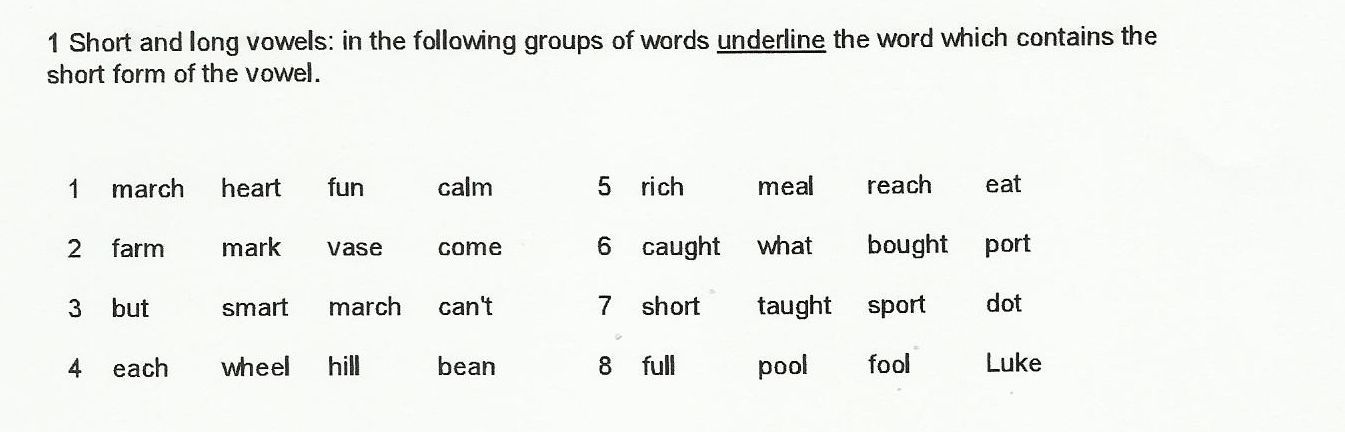 1 Short and long vowels: in the following groups of words underline the word which contains the
short form of the vowel.
1 march heart fun calm 5 rich meal reach eat
2 farm mark vase come 6 caught what bought port
3 but smart march can't 7 short taught sport dot
4 each wheel hill bean 8 full pool fool Luke